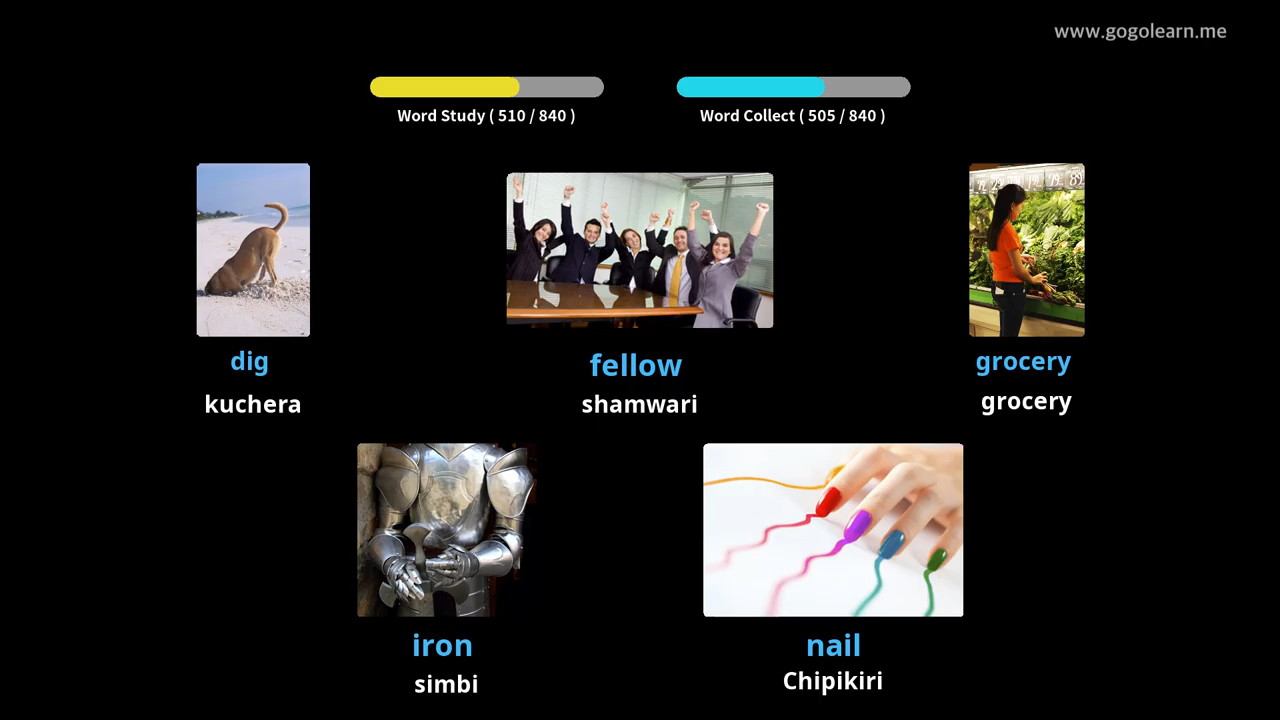 www.gogolearn.me
Word Study ( 510 / 840 )
Word Collect ( 505 / 840 )
dig
kuchera
fellow
shamwari
grocery
grocery
iron
simbi
nail
Chipikiri